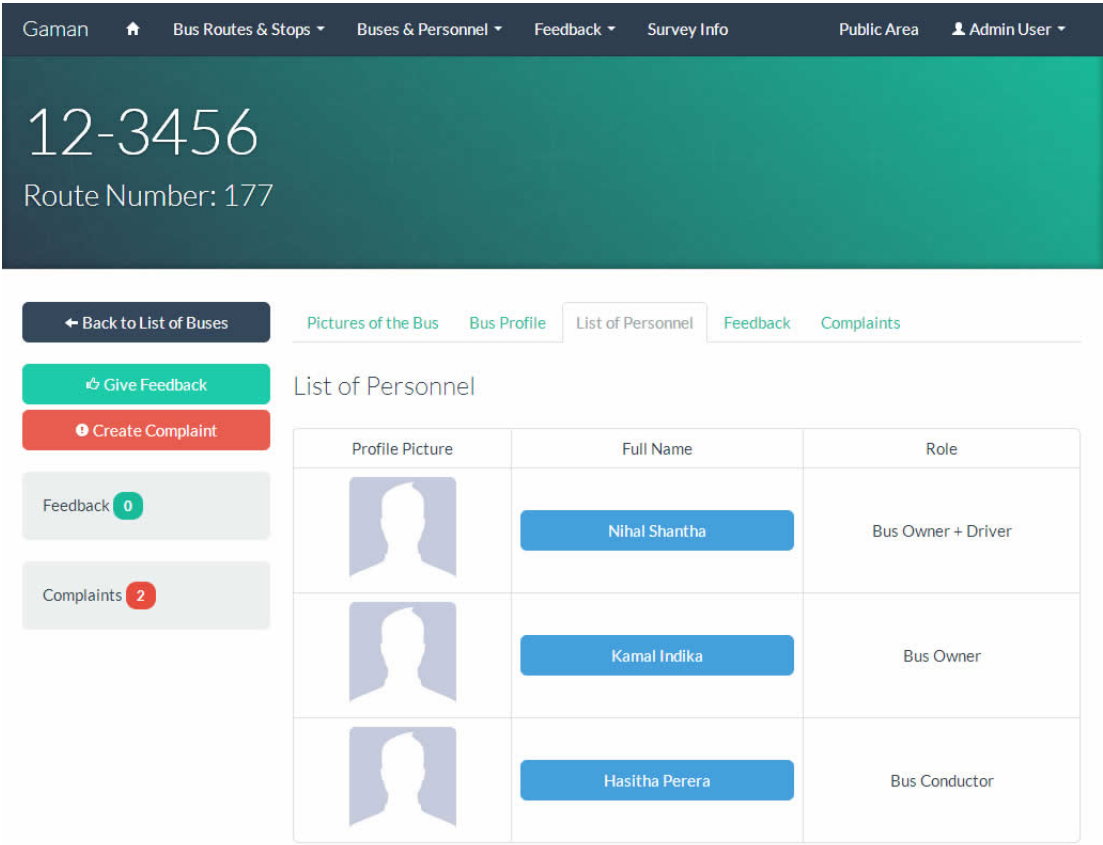 Gaman Bus Routes & Stops Buses & Personnel Feedback Survey Info Public Area Admin User
12-3456
Route Number: 177
Back to List of Buses
Give Feedback
Create Complaint
Feedback 0
Complaints 2
Pictures of the Bus Bus Profile List of Personnel Feedback Complaints
List of Personnel
Profile Picture Full Name Role
Nihal Shantha Bus Owner + Driver
Kamal Indika Bus Owner
Hasitha Perera Bus Conductor